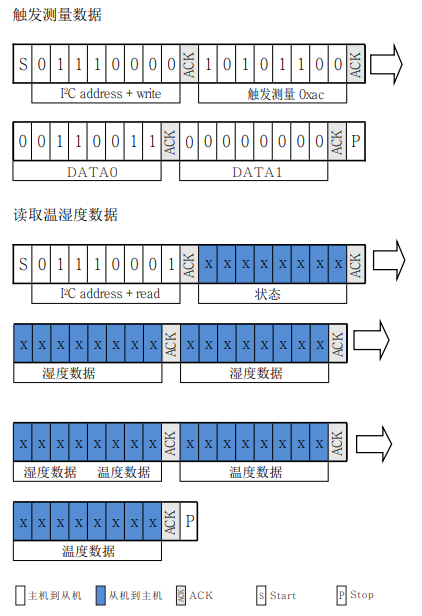 触发测量数据
S 0 1 1 1 0 0 0 0 ACK 1 0 1 0 1 1 0 0 ACK
I²C address + write 触发测量 0xac
0 0 1 1 0 0 1 1 ACK 0 0 0 0 0 0 0 0 ACK P
DATA0 DATA1
读取温湿度数据
S 0 1 1 1 0 0 0 1 ACK x x x x x x x x ACK
I²C address + read 状态
x x x x x x x x ACK x x x x x x x x ACK
湿度数据 湿度数据
x x x x x x x x ACK x x x x x x x x ACK
湿度数据 温度数据 温度数据
x x x x x x x x ACK P
温度数据
主机到从机 从机到主机 ACK ACK S Start P Stop